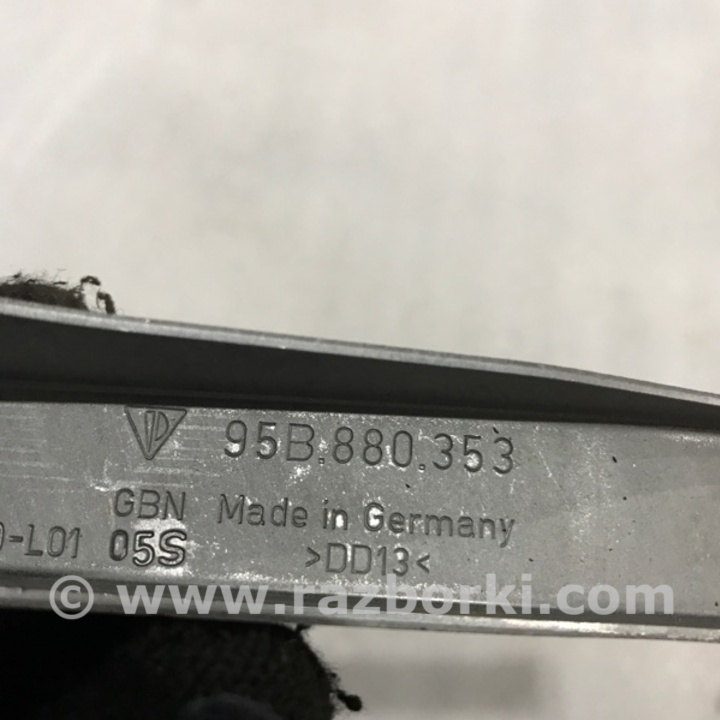 95B.880.353
GBN Made in Germany
-L01 05S >DD13<
© www.razborki.com